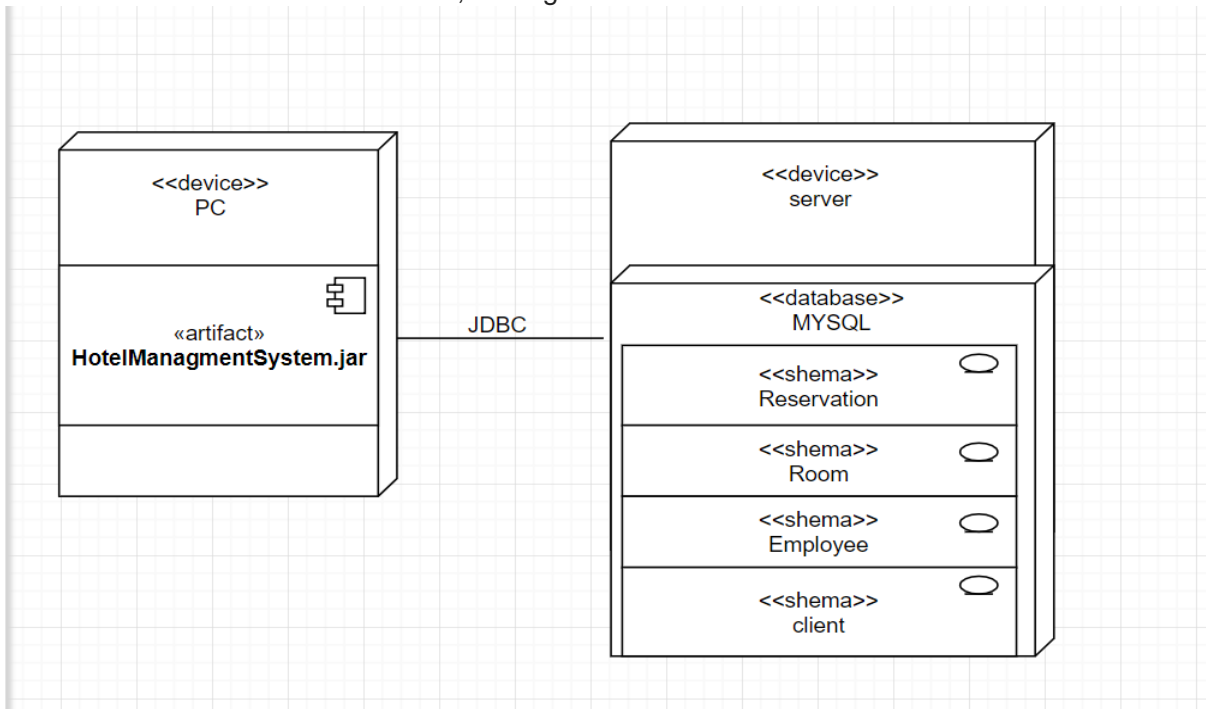 <<device>>
PC
«artifact»
HotelManagmentSystem.jar
JDBC
<<device>>
server
<<database>>
MYSQL
<<shema>>
Reservation
<<shema>>
Room
<<shema>>
Employee
<<shema>>
client